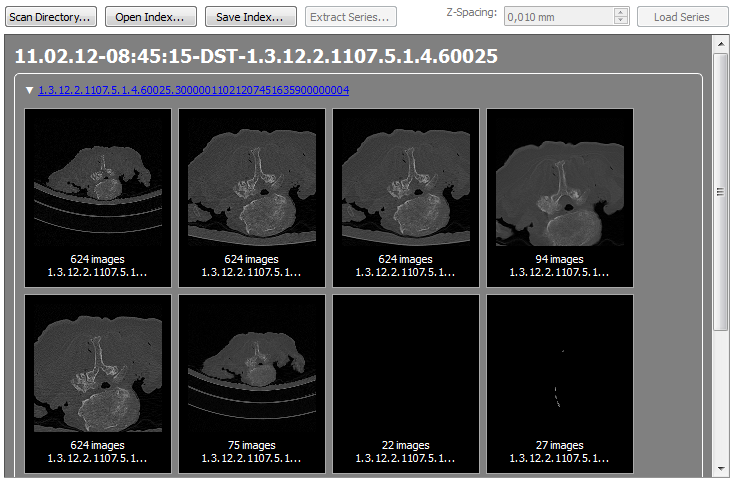 Scan Directory... Open Index... Save Index... Extract Series... Z-Spacing: 0,010 mm Load Series
11.02.12-08:45:15-DST-1.3.12.2.1107.5.1.4.60025
1.3.12.2.1107.5.1.4.60025.30000011021207451635900000004
624 images 624 images 624 images 94 images
1.3.12.2.1107.5.1... 1.3.12.2.1107.5.1... 1.3.12.2.1107.5.1... 1.3.12.2.1107.5.1...
624 images 75 images 22 images 27 images
1.3.12.2.1107.5.1... 1.3.12.2.1107.5.1... 1.3.12.2.1107.5.1... 1.3.12.2.1107.5.1...